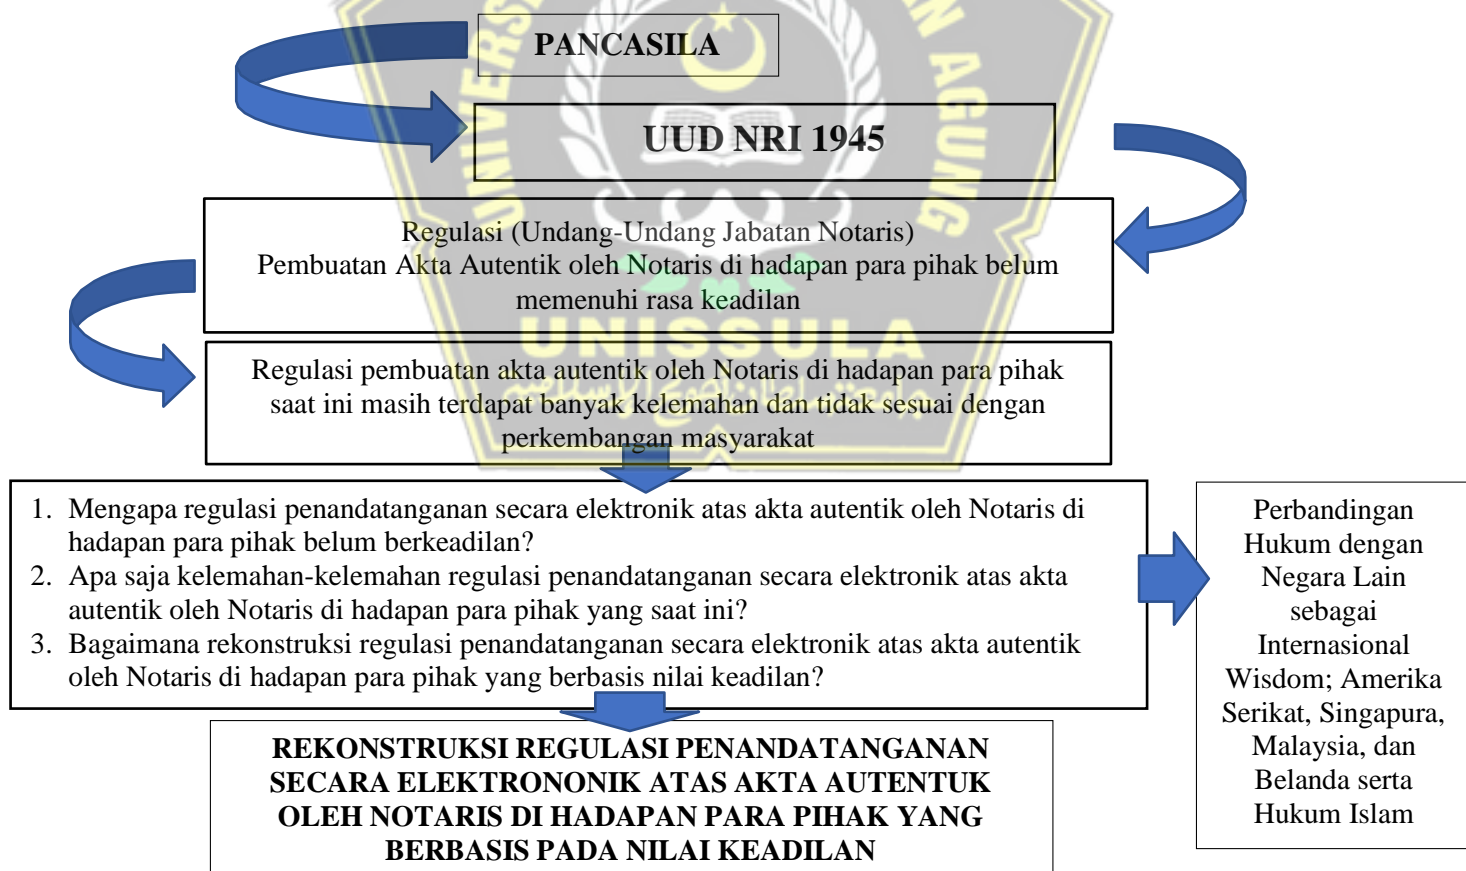 PANCASILA
UUD NRI 1945
Regulasi (Undang-Undang Jabatan Notaris)
Pembuatan Akta Autentik oleh Notaris di hadapan para pihak belum
memenuhi rasa keadilan
UNISSULA
Regulasi pembuatan akta autentik oleh Notaris di hadapan para pihak
saat ini masih terdapat banyak kelemahan dan tidak sesuai dengan
perkembangan masyarakat
1. Mengapa regulasi penandatanganan secara elektronik atas akta autentik oleh Notaris di
hadapan para pihak belum berkeadilan?
2. Apa saja kelemahan-kelemahan regulasi penandatanganan secara elektronik atas akta
autentik oleh Notaris di hadapan para pihak yang saat ini?
3. Bagaimana rekonstruksi regulasi penandatanganan secara elektronik atas akta autentik
oleh Notaris di hadapan para pihak yang berbasis nilai keadilan?
Perbandingan
Hukum dengan
Negara Lain
sebagai
Internasional
Wisdom; Amerika
Serikat, Singapura,
Malaysia, dan
Belanda serta
Hukum Islam
REKONSTRUKSI REGULASI PENANDATANGANAN
SECARA ELEKTRONONIK ATAS AKTA AUTENTUK
OLEH NOTARIS DI HADAPAN PARA PIHAK YANG
BERBASIS PADA NILAI KEADILAN
AGUNG